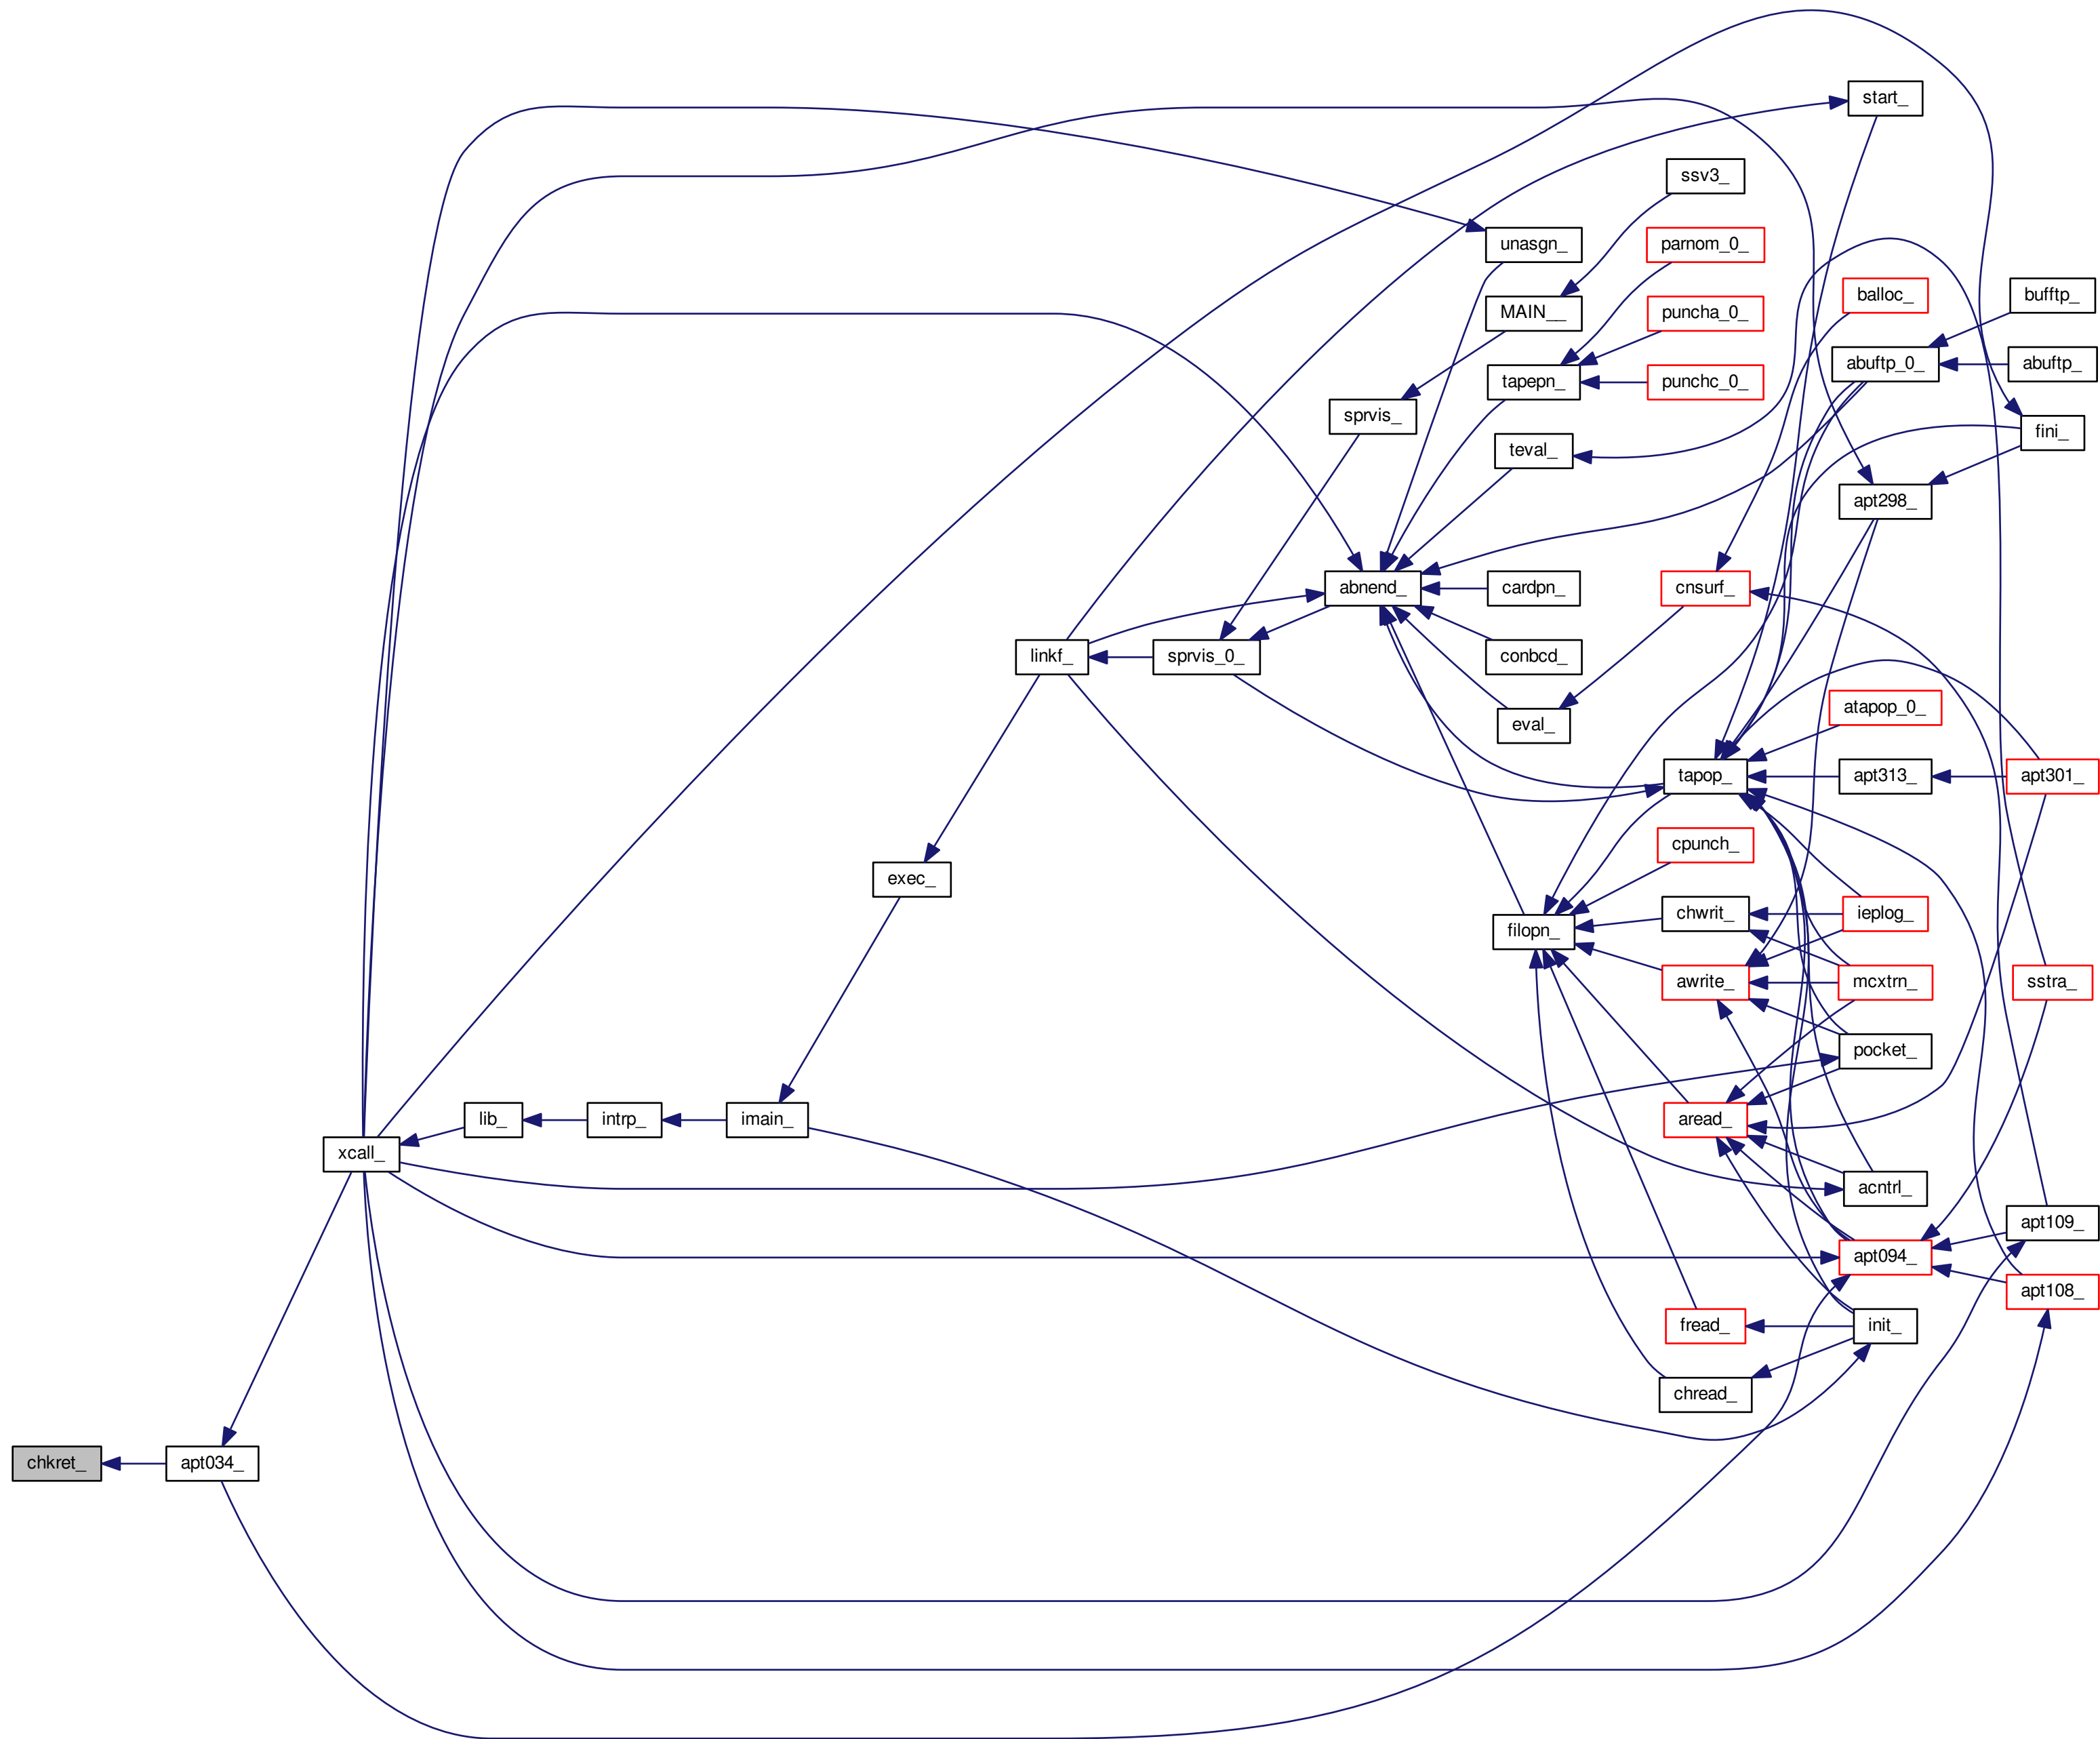 start_
ssv3_
unasgn_
parnom_0_
MAIN__
puncha_0_
balloc_
bufftp_
tapepn_
punchc_0_
abuftp_0_
abuftp_
sprvis_
teval_
fini_
apt298_
abnend_
cardpn_
cnsurf_
linkf_
sprvis_0_
conbcd_
eval_
atapop_0_
tapop_
apt313_
apt301_
cpunch_
exec_
filopn_
chwrit_
ieplog_
awrite_
mcxtrn_
sstra_
pocket_
lib_
intrp_
imain_
aread_
xcall_
acntrl_
apt109_
apt094_
apt108_
fread_
init_
chread_
chkret_
apt034_